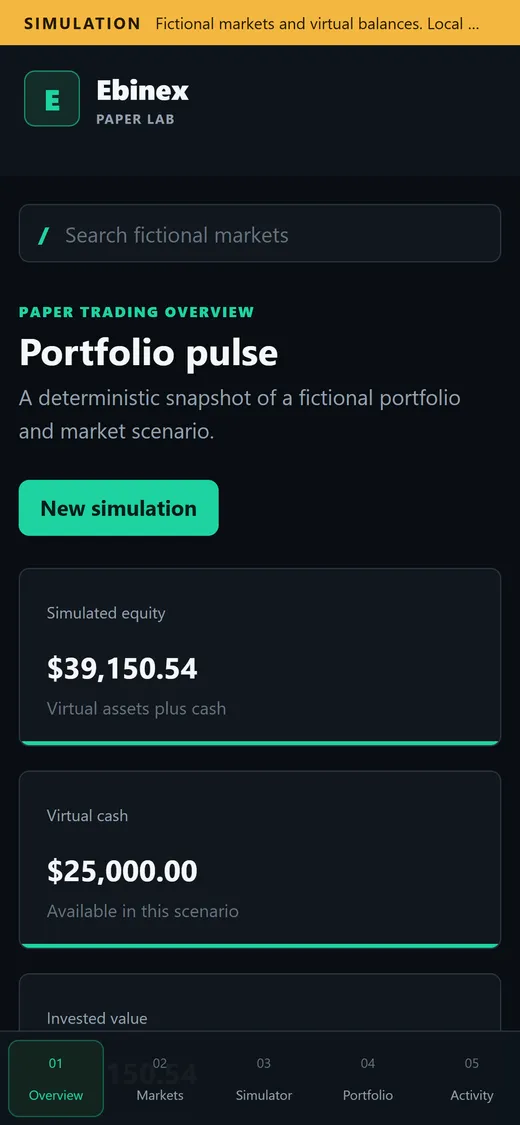 SIMULATION Fictional markets and virtual balances. Local ...
E
Ebinex
PAPER LAB
/ Search fictional markets
PAPER TRADING OVERVIEW
Portfolio pulse
A deterministic snapshot of a fictional portfolio
and market scenario.
New simulation
Simulated equity
$39,150.54
Virtual assets plus cash
Virtual cash
$25,000.00
Available in this scenario
Invested value
150.54
01 02 03 04 05
Overview Markets Simulator Portfolio Activity